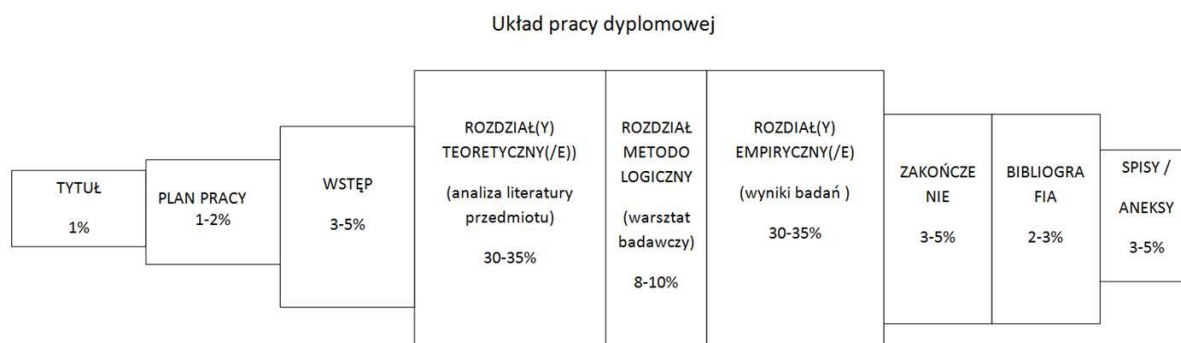 Układ pracy dyplomowej
TYTUŁ
1%
PLAN PRACY
1-2%
WSTĘP
3-5%
ROZDZIAŁ(Y)
TEORETYCZNY(/E))
(analiza literatury
przedmiotu)
30-35%
ROZDZIAŁ
METODO
LOGICZNY
(warsztat
badawczy)
8-10%
ROZDIAŁ(Y)
EMPIRYCZNY(/E)
(wyniki badań )
30-35%
ZAKOŃCZE
NIE
3-5%
BIBLIOGRA
FIA
2-3%
SPISY /
ANEKSY
3-5%